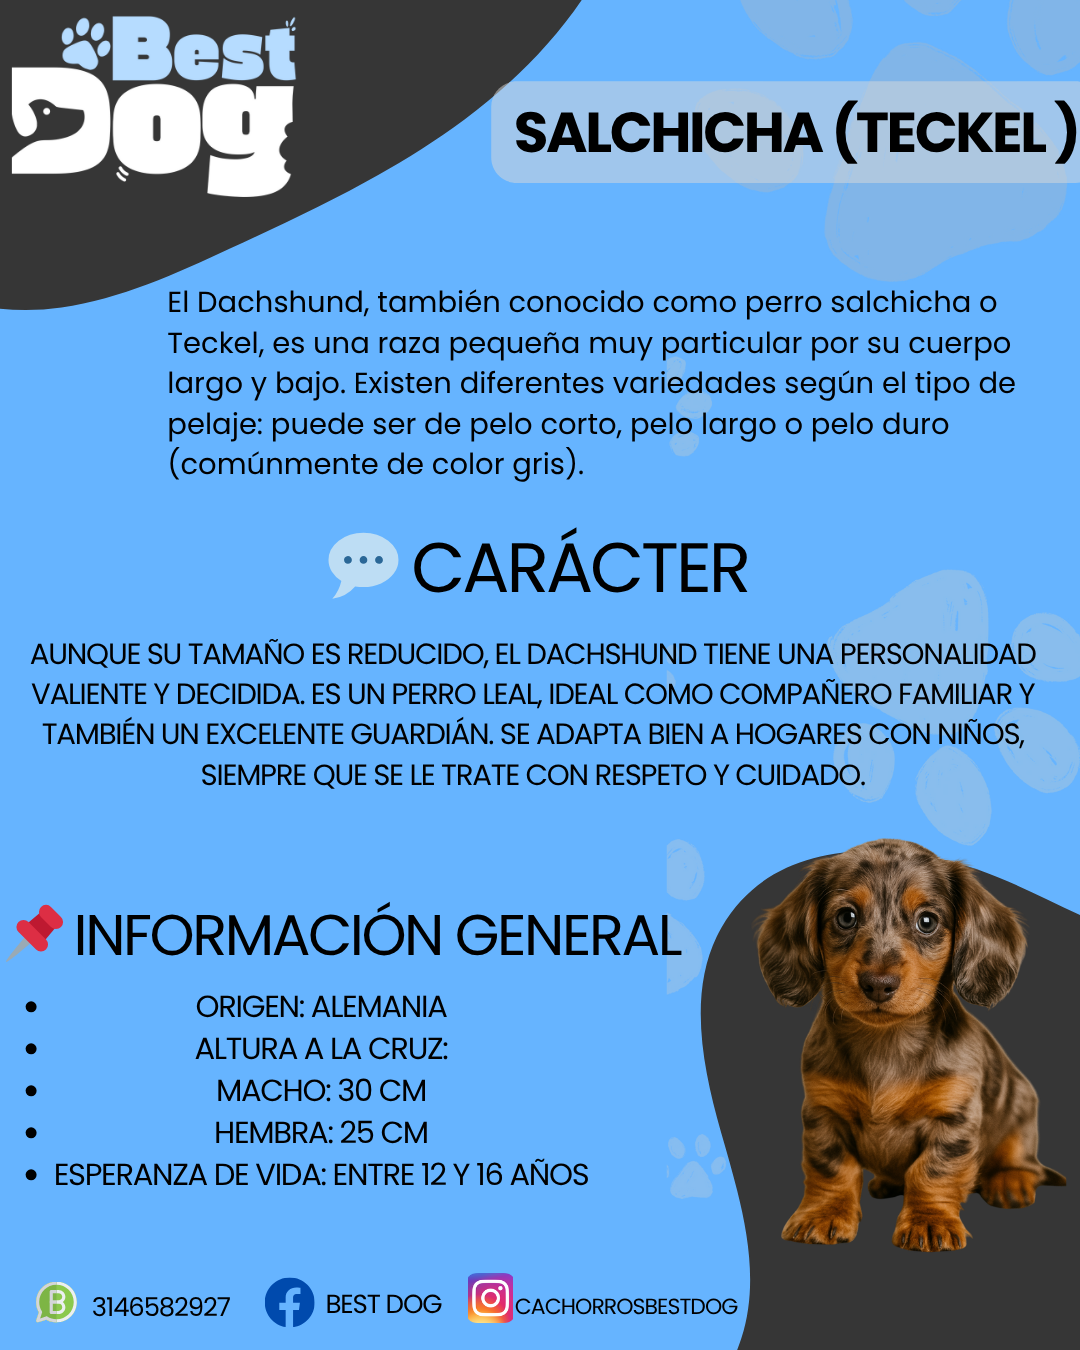 Best
Dog
SALCHICHA (TECKEL )
El Dachshund, también conocido como perro salchicha o
Teckel, es una raza pequeña muy particular por su cuerpo
largo y bajo. Existen diferentes variedades según el tipo de
pelaje: puede ser de pelo corto, pelo largo o pelo duro
(comúnmente de color gris).
CARÁCTER
AUNQUE SU TAMAÑO ES REDUCIDO, EL DACHSHUND TIENE UNA PERSONALIDAD
VALIENTE Y DECIDIDA. ES UN PERRO LEAL, IDEAL COMO COMPAÑERO FAMILIAR Y
TAMBIÉN UN EXCELENTE GUARDIÁN. SE ADAPTA BIEN A HOGARES CON NIÑOS,
SIEMPRE QUE SE LE TRATE CON RESPETO Y CUIDADO.
INFORMACIÓN GENERAL
• ORIGEN: ALEMANIA
• ALTURA A LA CRUZ:
• MACHO: 30 CM
• HEMBRA: 25 CM
• ESPERANZA DE VIDA: ENTRE 12 Y 16 AÑOS
B 3146582927 f BEST DOG CACHORROSBESTDOG